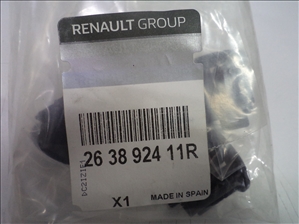 RENAULT GROUP
26 38 924 11R
X1
MADE IN SPAIN